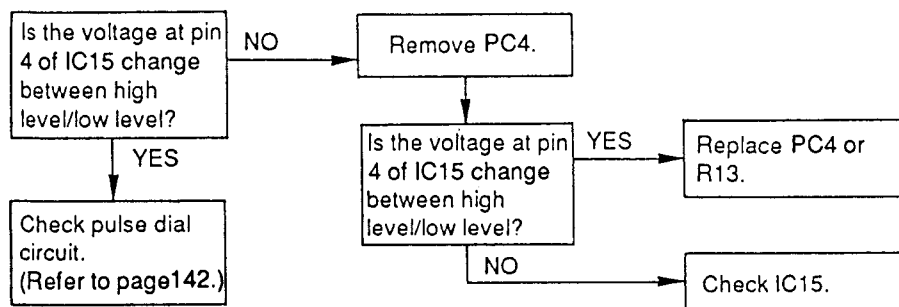 Is the voltage at pin
4 of IC15 change
between high
level/low level?
NO
Remove PC4.
YES
Check pulse dial
circuit.
(Refer to page142.)
Is the voltage at pin
4 of IC15 change
between high
level/low level?
YES
Replace PC4 or
R13.
NO
Check IC15.